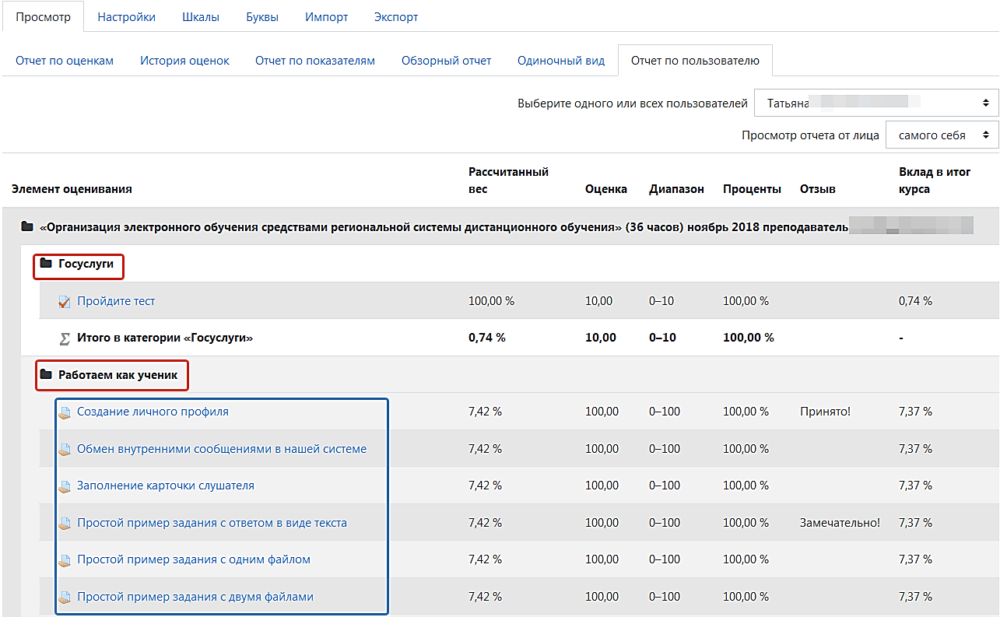 Просмотр Настройки Шкалы Буквы Импорт Экспорт
Отчет по оценкам История оценок Отчет по показателям Обзорный отчет Одиночный вид Отчет по пользователю
Выберите одного или всех пользователей Татьяна
Просмотр отчета от лица самого себя
Элемент оценивания Рассчитанный вес Оценка Диапазон Проценты Отзыв Вклад в итог курса
«Организация электронного обучения средствами региональной системы дистанционного обучения» (36 часов) ноябрь 2018 преподаватель
Госуслуги
Пройдите тест 100,00 % 10,00 0–10 100,00 % 0,74 %
Σ Итого в категории «Госуслуги» 0,74 % 10,00 0–10 100,00 % -
Работаем как ученик
Создание личного профиля 7,42 % 100,00 0–100 100,00 % Принято! 7,37 %
Обмен внутренними сообщениями в нашей системе 7,42 % 100,00 0–100 100,00 % 7,37 %
Заполнение карточки слушателя 7,42 % 100,00 0–100 100,00 % 7,37 %
Простой пример задания с ответом в виде текста 7,42 % 100,00 0–100 100,00 % Замечательно! 7,37 %
Простой пример задания с одним файлом 7,42 % 100,00 0–100 100,00 % 7,37 %
Простой пример задания с двумя файлами 7,42 % 100,00 0–100 100,00 % 7,37 %